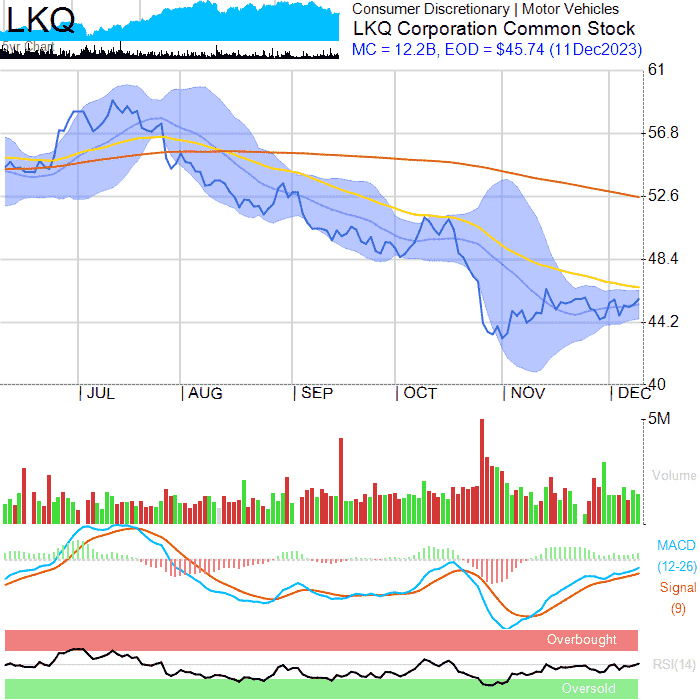 LKQ
5yr Chart
Consumer Discretionary | Motor Vehicles
LKQ Corporation Common Stock
MC = 12.2B, EOD = $45.74 (11Dec2023)
61
56.8
52.6
48.4
44.2
40
| JUL
| AUG
| SEP
| OCT
| NOV
| DEC
5M
Volume
MACD
(12-26)
Signal
(9)
Overbought
RSI(14)
Oversold